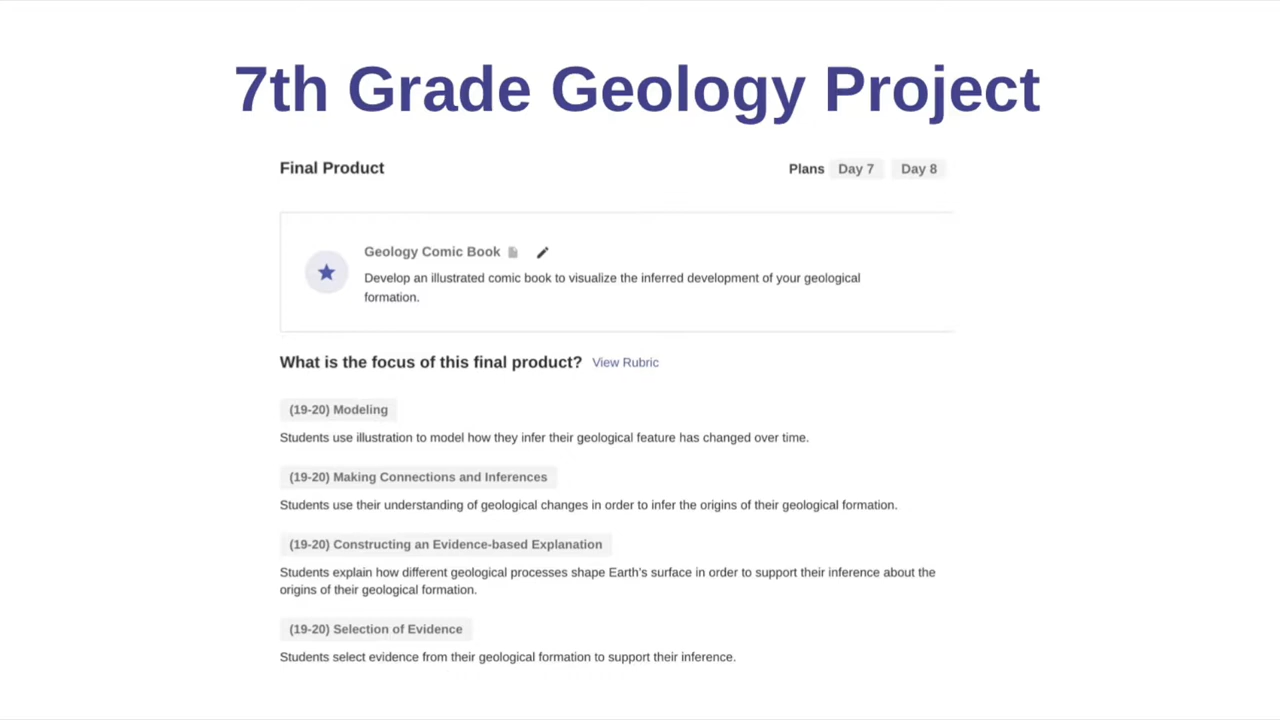 7th Grade Geology Project
Final Product
Plans Day 7 Day 8
Geology Comic Book
Develop an illustrated comic book to visualize the inferred development of your geological
formation.
What is the focus of this final product? View Rubric
(19-20) Modeling
Students use illustration to model how they infer their geological feature has changed over time.
(19-20) Making Connections and Inferences
Students use their understanding of geological changes in order to infer the origins of their geological formation.
(19-20) Constructing an Evidence-based Explanation
Students explain how different geological processes shape Earth's surface in order to support their inference about the
origins of their geological formation.
(19-20) Selection of Evidence
Students select evidence from their geological formation to support their inference.